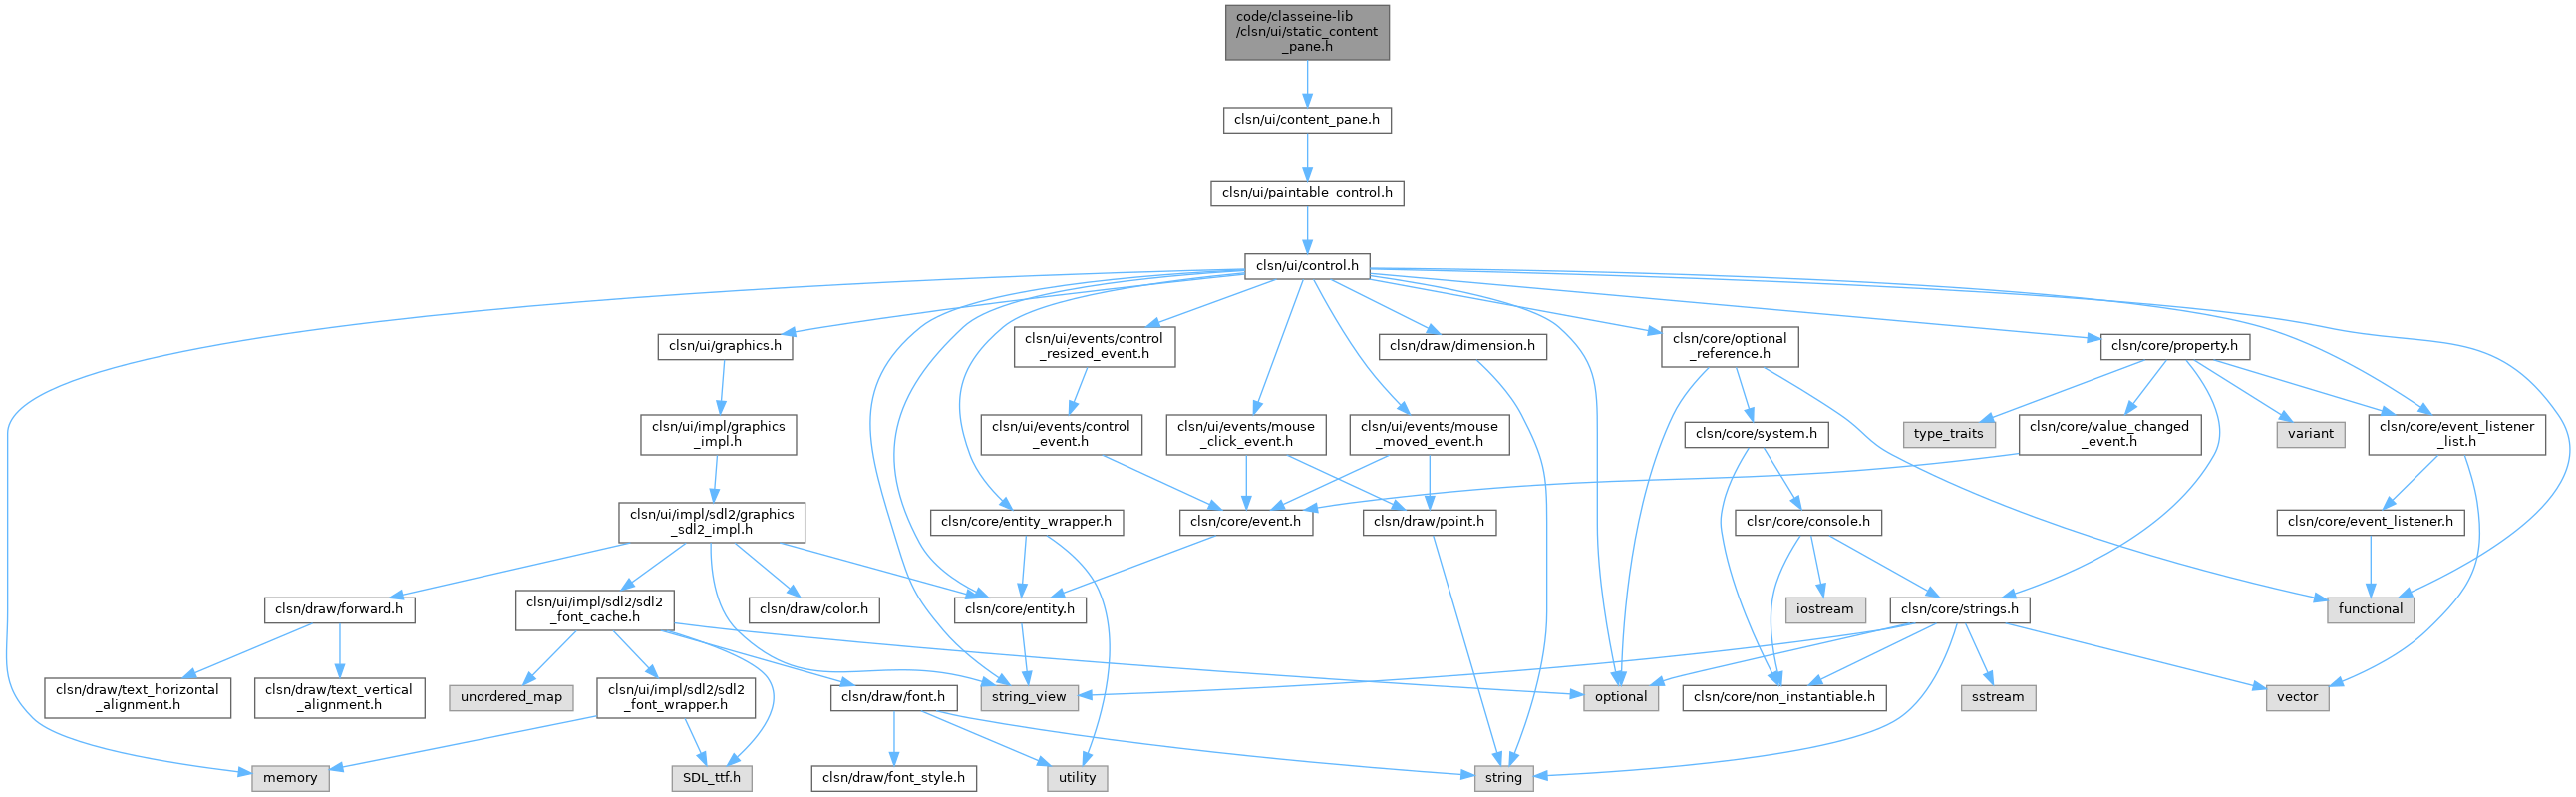 code/classeine-lib
/clsn/ui/static_content
_pane.h
clsn/ui/content_pane.h
clsn/ui/paintable_control.h
clsn/ui/control.h
clsn/ui/graphics.h
clsn/ui/events/control
_resized_event.h
clsn/draw/dimension.h
clsn/core/optional
_reference.h
clsn/core/property.h
clsn/ui/impl/graphics
_impl.h
clsn/ui/events/control
_event.h
clsn/ui/events/mouse
_click_event.h
clsn/ui/events/mouse
_moved_event.h
clsn/core/system.h
type_traits
clsn/core/value_changed
_event.h
variant
clsn/core/event_listener
_list.h
clsn/ui/impl/sdl2/graphics
_sdl2_impl.h
clsn/core/entity_wrapper.h
clsn/core/event.h
clsn/draw/point.h
clsn/core/console.h
clsn/core/event_listener.h
clsn/draw/forward.h
clsn/ui/impl/sdl2/sdl2
_font_cache.h
clsn/draw/color.h
clsn/core/entity.h
iostream
clsn/core/strings.h
functional
clsn/draw/text_horizontal
_alignment.h
clsn/draw/text_vertical
_alignment.h
unordered_map
clsn/ui/impl/sdl2/sdl2
_font_wrapper.h
clsn/draw/font.h
string_view
optional
clsn/core/non_instantiable.h
sstream
vector
memory
SDL_ttf.h
clsn/draw/font_style.h
utility
string